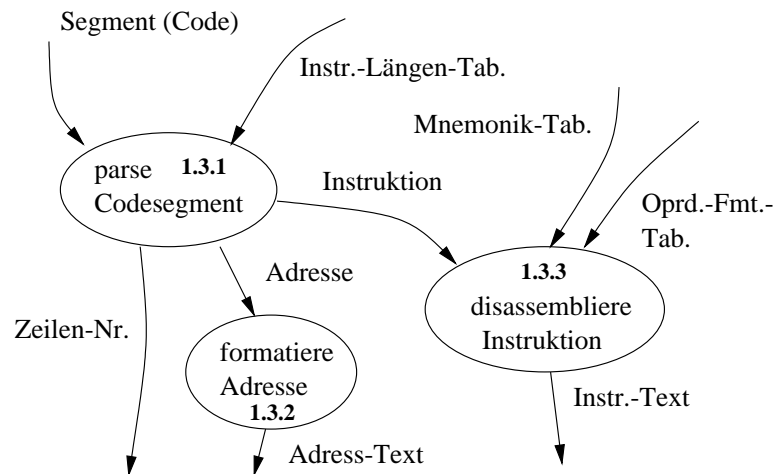 Segment (Code)
Instr.-Längen-Tab.
Mnemonik-Tab.
parse 1.3.1
Codesegment
Instruktion
Oprd.-Fmt.-
Tab.
Adresse
1.3.3
disassembliere
Instruktion
Zeilen-Nr.
formatiere
Adresse
1.3.2
Instr.-Text
Adress-Text